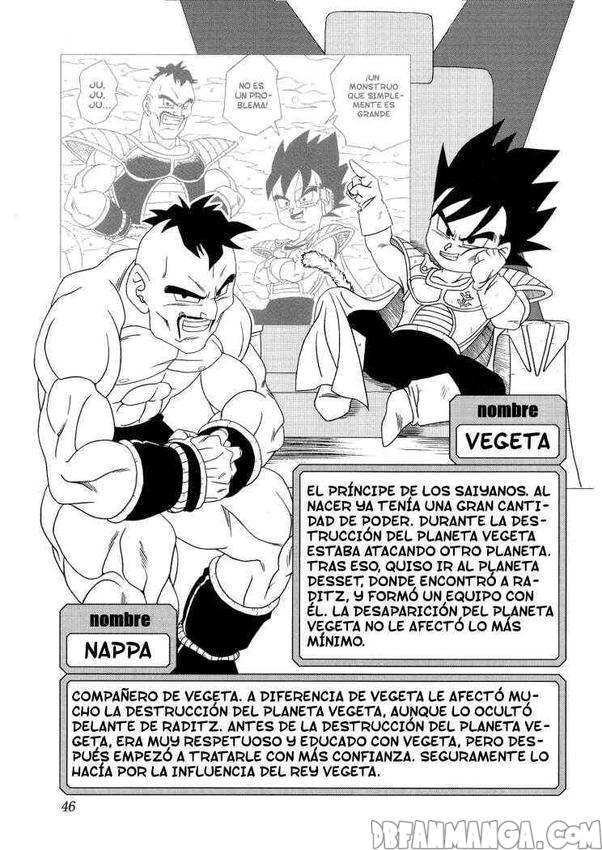 JU,
JU,
JU...
NO ES
UN PRO-
BLEMA!
¡UN
MONSTRUO
QUE SIMPLE-
MENTE ES
GRANDE
nombre
VEGETA
EL PRÍNCIPE DE LOS SAIYANOS. AL
NACER YA TENÍA UNA GRAN CANTI-
DAD DE PODER. DURANTE LA DES-
TRUCCIÓN DEL PLANETA VEGETA
ESTABA ATACANDO OTRO PLANETA.
TRAS ESO, QUISO IR AL PLANETA
DESSET, DONDE ENCONTRÓ A RA-
DITZ, Y FORMÓ UN EQUIPO CON
ÉL. LA DESAPARICIÓN DEL PLANETA
VEGETA NO LE AFECTÓ LO MÁS
MÍNIMO.
nombre
NAPPA
COMPAÑERO DE VEGETA. A DIFERENCIA DE VEGETA LE AFECTÓ MU-
CHO LA DESTRUCCIÓN DEL PLANETA VEGETA, AUNQUE LO OCULTÓ
DELANTE DE RADITZ. ANTES DE LA DESTRUCCIÓN DEL PLANETA VE-
GETA, ERA MUY RESPETUOSO Y EDUCADO CON VEGETA, PERO DES-
PUÉS EMPEZÓ A TRATARLE CON MÁS CONFIANZA. SEGURAMENTE LO
HACÍA POR LA INFLUENCIA DEL REY VEGETA.
46
DBFANMANGA.COM